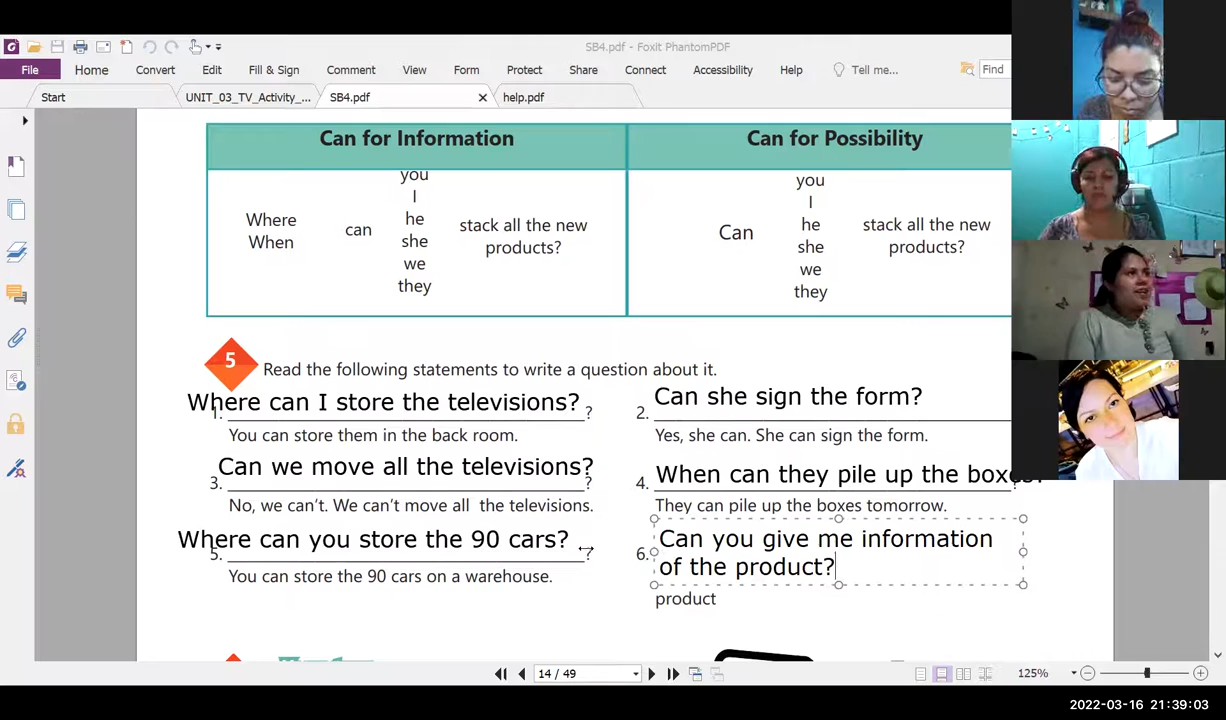 SB4.pdf - Foxit PhantomPDF
File Home Convert Edit Fill & Sign Comment View Form Protect Share Connect Accessibility Help Tell me... Find
Start UNIT_03_TV_Activity_... SB4.pdf help.pdf
Can for Information
Can for Possibility
Where
When
can
you
I
he
she
we
they
stack all the new
products?
Can
you
I
he
she
we
they
stack all the new
products?
5 Read the following statements to write a question about it.
1. Where can I store the televisions? ?
You can store them in the back room.
2. Can she sign the form?
Yes, she can. She can sign the form.
3. Can we move all the televisions? ?
No, we can't. We can't move all the televisions.
4. When can they pile up the boxes?
They can pile up the boxes tomorrow.
5. Where can you store the 90 cars? ?
You can store the 90 cars on a warehouse.
6. Can you give me information
of the product?
product
14 / 49
125%
2022-03-16 21:39:03